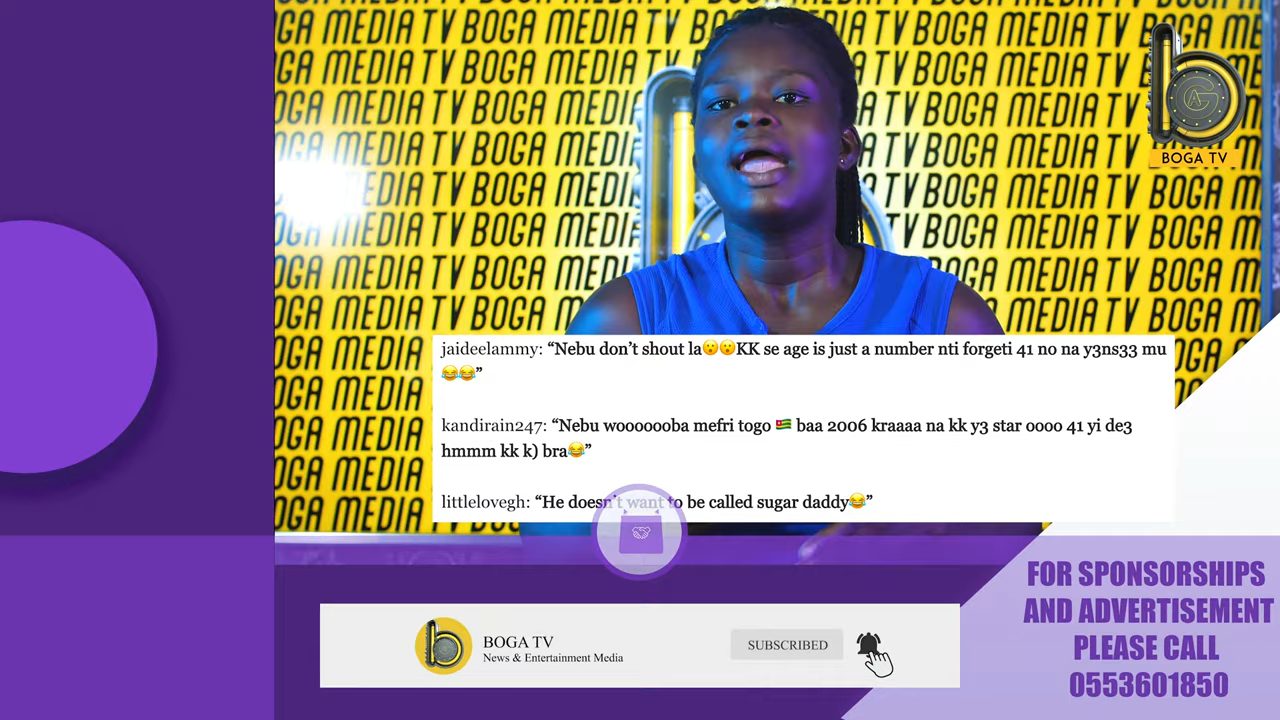 BOGA MEDIA TV BOGA MEDIA TV BOGA MEDIA TV
BOGA TV
jaideelammy: “Nebu don’t shout la😮😮KK se age is just a number nti forgeti 41 no na y3ns33 mu
😂😂”
kandirain247: “Nebu wooooooba mefri togo 🇹🇬 baa 2006 kraaaa na kk y3 star oooo 41 yi de3
hmmm kk k) bra😂”
littlelovegh: “He doesn’t want to be called sugar daddy😂”
BOGA TV
News & Entertainment Media
SUBSCRIBED
FOR SPONSORSHIPS
AND ADVERTISEMENT
PLEASE CALL
0553601850